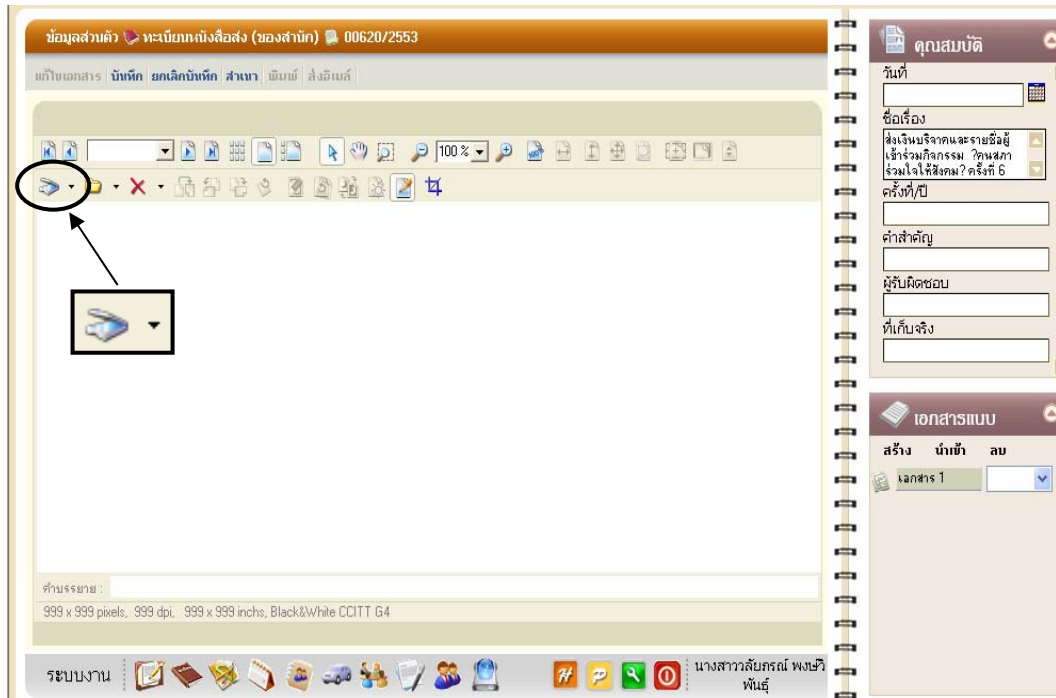 ข้อมูลส่วนตัว ทะเบียนหนังสือส่ง (ของสำนัก) 00620/2553
แก้ไขเอกสาร บันทึก ยกเลิกบันทึก สำเนา พิมพ์ ส่งอีเมล์
100 %
คำบรรยาย :
999 x 999 pixels, 999 dpi, 999 x 999 inchs, Black&White CCITT G4
ระบบงาน
นางสาววลัยภรณ์ พงษ์ว
พันธุ์
คุณสมบัติ
วันที่
ชื่อเรื่อง
ส่งเงินบริจาคและรายชื่อผู้
เข้าร่วมกิจกรรม ?คนสภา
ร่วมใจให้สังคม? ครั้งที่ 6
ครั้งที่/ปี
คำสำคัญ
ผู้รับผิดชอบ
ที่เก็บจริง
เอกสารแนบ
สร้าง นำเข้า ลบ
เอกสาร 1